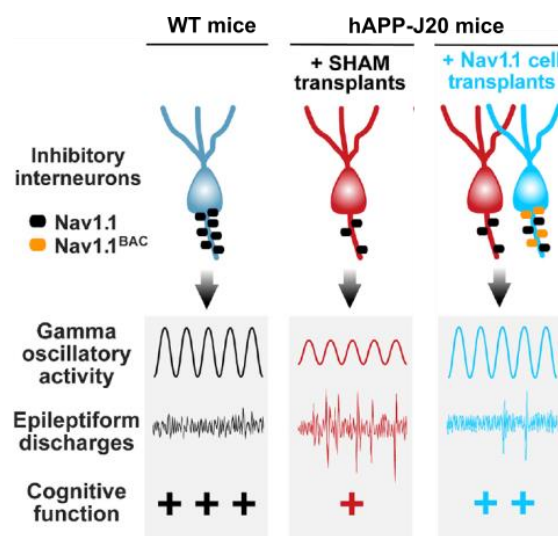 WT mice
hAPP-J20 mice
+ SHAM
transplants
+ Nav1.1 cell
transplants
Inhibitory
interneurons
Nav1.1
Nav1.1BAC
Gamma
oscillatory
activity
Epileptiform
discharges
Cognitive
function
+ + +
+
+ +